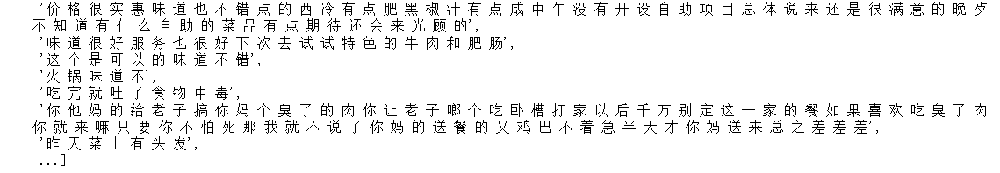 '价 格 很 实 惠 味 道 也 不 错 点 的 西 冷 有 点 肥 黑 椒 汁 有 点 咸 中 午 没 有 开 设 自 助 项 目 总 体 说 来 还 是 很 满 意 的 晚 歺
不 知 道 有 什 么 自 助 的 菜 品 有 点 期 待 还 会 来 光 顾 的',
'味 道 很 好 服 务 也 很 好 下 次 去 试 试 特 色 的 牛 肉 和 肥 肠',
'这 个 是 可 以 的 味 道 不 错',
'火 锅 味 道 不',
'吃 完 就 吐 了 食 物 中 毒',
'你 他 妈 的 给 老 子 搞 你 妈 个 臭 了 的 肉 你 让 老 子 啷 个 吃 卧 槽 打 家 以 后 千 万 别 定 这 一 家 的 餐 如 果 喜 欢 吃 臭 了 肉
你 就 来 嘛 只 要 你 不 怕 死 那 我 就 不 说 了 你 妈 的 送 餐 的 又 鸡 巴 不 着 急 半 天 才 你 妈 送 来 总 之 差 差 差',
'昨 天 菜 上 有 头 发',
...]